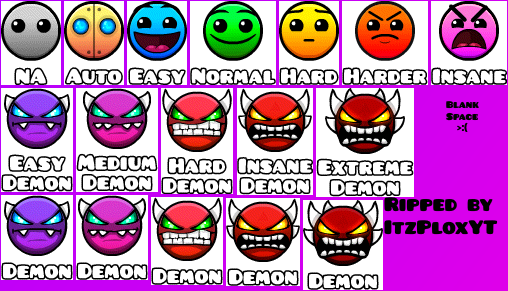 NA
Auto
Easy
Normal
Hard
Harder
Insane
Easy
Demon
Medium
Demon
Hard
Demon
Insane
Demon
Extreme
Demon
Blank
Space
>:(
Demon
Demon
Demon
Demon
Demon
Ripped by
ItzPloxYT